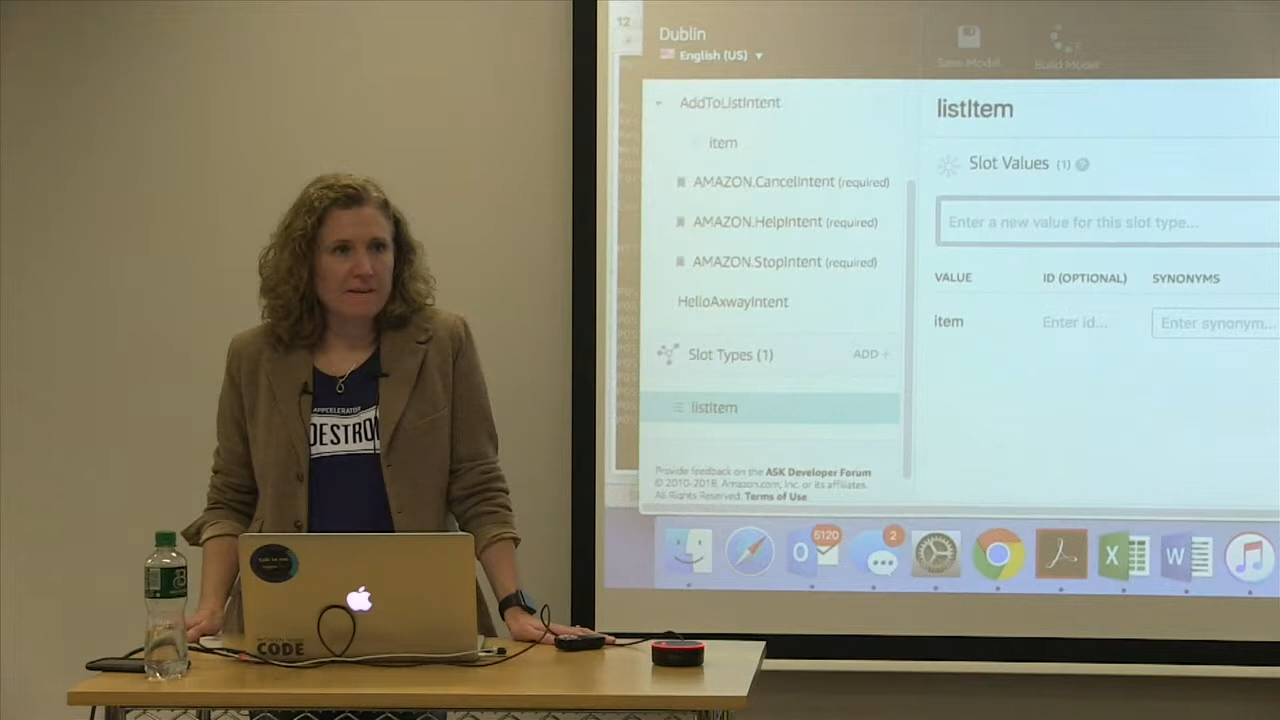 12
Dublin
English (US)
Save Model
Build Model
AddToListIntent
item
AMAZON.CancelIntent (required)
AMAZON.HelpIntent (required)
AMAZON.StopIntent (required)
HelloAxwayIntent
Slot Types (1)
ADD +
listItem
Provide feedback on the ASK Developer Forum
© 2010-2018, Amazon.com, Inc. or its affiliates.
All Rights Reserved. Terms of Use
listItem
Slot Values (1) ?
Enter a new value for this slot type...
VALUE ID (OPTIONAL) SYNONYMS
item Enter id... Enter synonym...
6120
2
APPCELERATOR
DESTRO
CODE